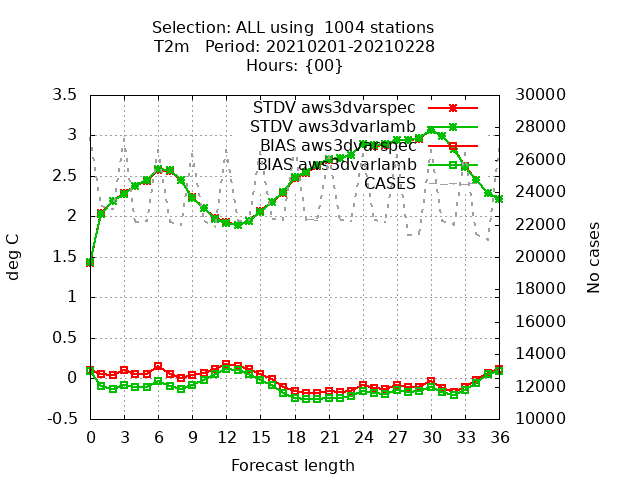 Selection: ALL using  1004 stations
T2m   Period: 20210201-20210228
Hours: {00}
STDV aws3dvarspec
STDV aws3dvarlamb
BIAS aws3dvarspec
BIAS aws3dvarlamb
CASES
3.5
3
2.5
2
1.5
1
0.5
0
-0.5
deg C
30000
28000
26000
24000
22000
20000
18000
16000
14000
12000
10000
No cases
0 3 6 9 12 15 18 21 24 27 30 33 36
Forecast length